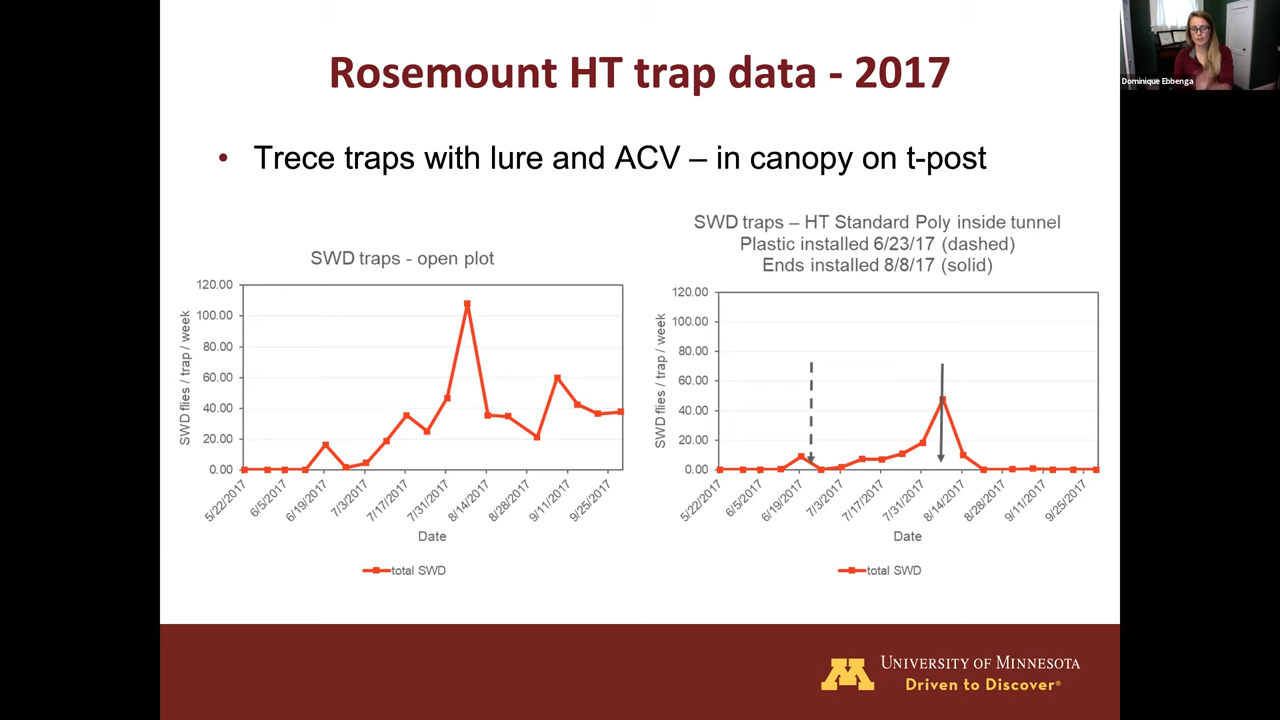 Rosemount HT trap data - 2017
Dominique Ebbenga
• Trece traps with lure and ACV – in canopy on t-post
SWD traps - open plot
120.00
100.00
80.00
60.00
40.00
20.00
0.00
SWD flies / trap / week
5/22/2017
6/5/2017
6/19/2017
7/3/2017
7/17/2017
7/31/2017
8/14/2017
8/28/2017
9/11/2017
9/25/2017
Date
total SWD
SWD traps – HT Standard Poly inside tunnel
Plastic installed 6/23/17 (dashed)
Ends installed 8/8/17 (solid)
120.00
100.00
80.00
60.00
40.00
20.00
0.00
SWD flies / trap / week
5/22/2017
6/5/2017
6/19/2017
7/3/2017
7/17/2017
7/31/2017
8/14/2017
8/28/2017
9/11/2017
9/25/2017
Date
total SWD
M
UNIVERSITY OF MINNESOTA
Driven to Discover®